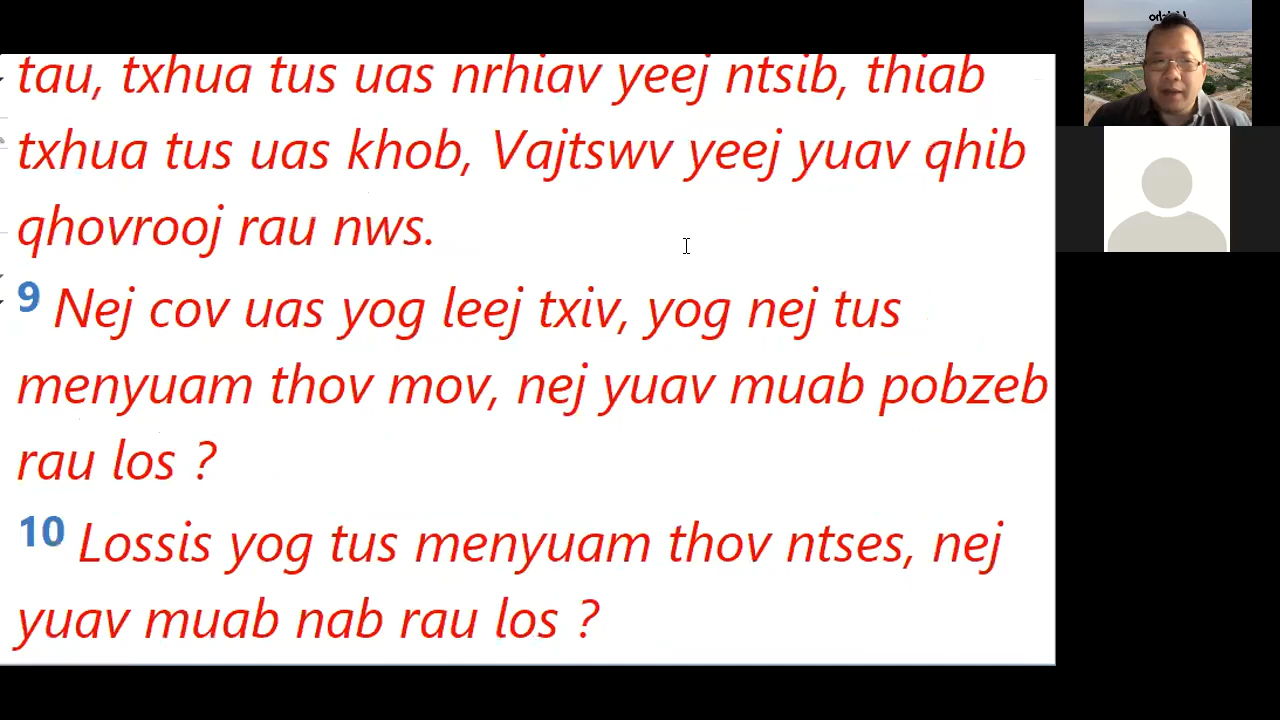 tau, txhua tus uas nrhiav yeej ntsib, thiab
txhua tus uas khob, Vajtswv yeej yuav qhib
qhovrooj rau nws.
9 Nej cov uas yog leej txiv, yog nej tus
menyuam thov mov, nej yuav muab pobzeb
rau los ?
10 Lossis yog tus menyuam thov ntses, nej
yuav muab nab rau los ?